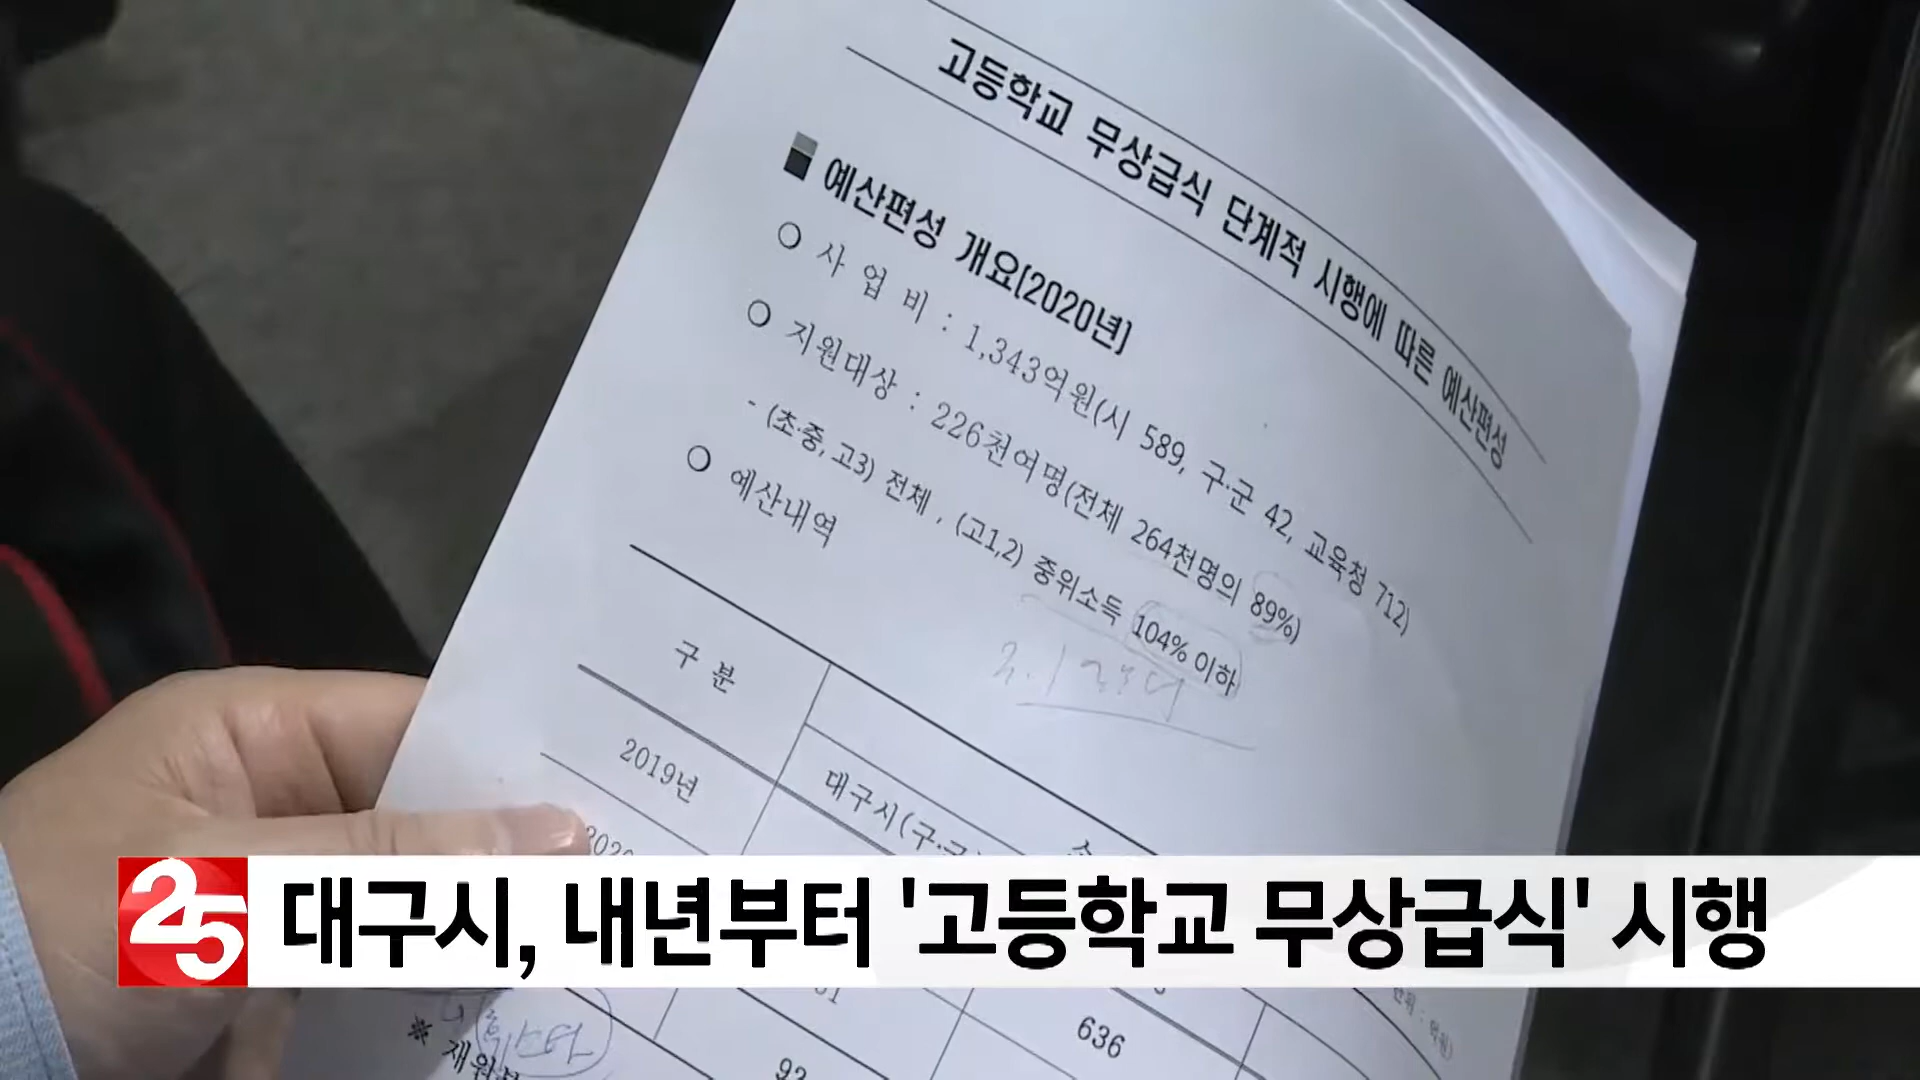 고등학교 무상급식 단계적 시행에 따른 예산편성
예산편성 개요(2020년)
○ 사 업 비 : 1,343억원(시 589, 구·군 42, 교육청 712)
○ 지원대상 : 226천여명(전체 264천명의 89%)
- (초·중, 고3) 전체 , (고1,2) 중위소득 104% 이하
○ 예산내역
구 분
대구시(구·군)
2019년
25 대구시, 내년부터 '고등학교 무상급식' 시행
636
92
※ 재원분